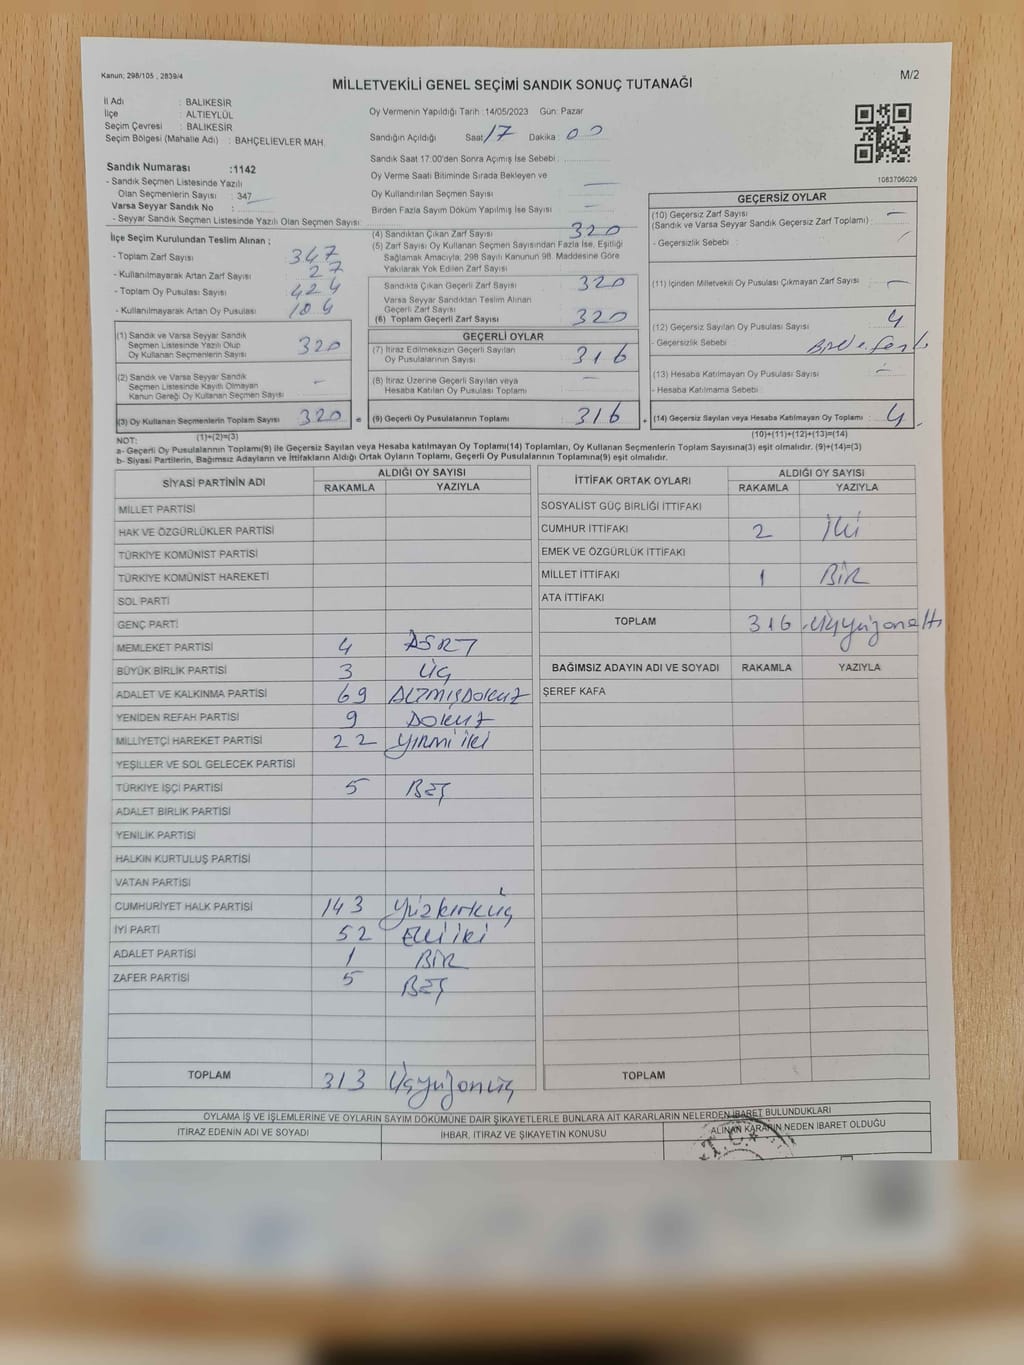 Kanun; 298/105 , 2839/4
M/2
MİLLETVEKİLİ GENEL SEÇİMİ SANDIK SONUÇ TUTANAĞI
İl Adı : BALIKESİR
İlçe : ALTIEYLÜL
Seçim Çevresi : BALIKESİR
Seçim Bölgesi (Mahalle Adı) : BAHÇELİEVLER MAH.
Sandık Numarası :1142
- Sandık Seçmen Listesinde Yazılı
Olan Seçmenlerin Sayısı : 347
Varsa Seyyar Sandık No :
- Seyyar Sandık Seçmen Listesinde Yazılı Olan Seçmen Sayısı:
Oy Vermenin Yapıldığı Tarih :14/05/2023 Gün: Pazar
Sandığın Açıldığı Saat: 17 Dakika : 00
Sandık Saat 17:00'den Sonra Açımış İse Sebebi :
Oy Verme Saati Bitiminde Sırada Bekleyen ve
Oy Kullandırılan Seçmen Sayısı
Birden Fazla Sayım Döküm Yapılmış İse Sayısı
1083706029
İlçe Seçim Kurulundan Teslim Alınan ;
- Toplam Zarf Sayısı 347
- Kullanılmayarak Artan Zarf Sayısı 27
- Toplam Oy Pusulası Sayısı 424
- Kullanılmayarak Artan Oy Pusulası 104
(1) Sandık ve Varsa Seyyar Sandık
Seçmen Listesinde Yazılı Olup
Oy Kullanan Seçmenlerin Sayısı 320
(2) Sandık ve Varsa Seyyar Sandık
Seçmen Listesinde Kayıtlı Olmayan
Kanun Gereği Oy Kullanan Seçmen Sayısı -
(3) Oy Kullanan Seçmenlerin Toplam Sayısı 320 =
(1)+(2)=(3)
(4) Sandıktan Çıkan Zarf Sayısı 320
(5) Zarf Sayısı Oy Kullanan Seçmen Sayısından Fazla İse, Eşitliği
Sağlamak Amacıyla; 298 Sayılı Kanunun 98. Maddesine Göre
Yakılarak Yok Edilen Zarf Sayısı
Sandıkta Çıkan Geçerli Zarf Sayısı 320
Varsa Seyyar Sandıktan Teslim Alınan
Geçerli Zarf Sayısı
(6) Toplam Geçerli Zarf Sayısı 320
GEÇERLİ OYLAR
(7) İtiraz Edilmeksizin Geçerli Sayılan
Oy Pusulalarının Sayısı 316
(8) İtiraz Üzerine Geçerli Sayılan veya
Hesaba Katılan Oy Pusulası Toplamı -
(9) Geçerli Oy Pusulalarının Toplamı 316 +
GEÇERSİZ OYLAR
(10) Geçersiz Zarf Sayısı -
(Sandık ve Varsa Seyyar Sandık Geçersiz Zarf Toplamı)
- Geçersizlik Sebebi :
(11) İçinden Milletvekili Oy Pusulası Çıkmayan Zarf Sayısı -
(12) Geçersiz Sayılan Oy Pusulası Sayısı 4
- Geçersizlik Sebebi
(13) Hesaba Katılmayan Oy Pusulası Sayısı -
- Hesaba Katılmama Sebebi
(14) Geçersiz Sayılan veya Hesaba Katılmayan Oy Toplamı 4
(10)+(11)+(12)+(13)=(14)
NOT:
a- Geçerli Oy Pusulalarının Toplamı(9) ile Geçersiz Sayılan veya Hesaba katılmayan Oy Toplamı(14) Toplamları, Oy Kullanan Seçmenlerin Toplam Sayısına(3) eşit olmalıdır. (9)+(14)=(3)
b- Siyasi Partilerin, Bağımsız Adayların ve İttifakların Aldığı Ortak Oyların Toplamı, Geçerli Oy Pusulalarının Toplamına(9) eşit olmalıdır.
SİYASİ PARTİNİN ADI ALDIĞI OY SAYISI
RAKAMLA YAZIYLA
MİLLET PARTİSİ
HAK VE ÖZGÜRLÜKLER PARTİSİ
TÜRKİYE KOMÜNİST PARTİSİ
TÜRKİYE KOMÜNİST HAREKETİ
SOL PARTİ
GENÇ PARTİ
MEMLEKET PARTİSİ 4
BÜYÜK BİRLİK PARTİSİ 3 ÜÇ
ADALET VE KALKINMA PARTİSİ 69 ALTMIŞDOKUZ
YENİDEN REFAH PARTİSİ 9 DOKUZ
MİLLİYETÇİ HAREKET PARTİSİ 22 YİRMİ İKİ
YEŞİLLER VE SOL GELECEK PARTİSİ
TÜRKİYE İŞÇİ PARTİSİ 5 BEŞ
ADALET BİRLİK PARTİSİ
YENİLİK PARTİSİ
HALKIN KURTULUŞ PARTİSİ
VATAN PARTİSİ
CUMHURİYET HALK PARTİSİ 143 Yüzkırküç
İYİ PARTİ 52 ELLİ İKİ
ADALET PARTİSİ 1 BİR
ZAFER PARTİSİ 5 BEŞ
TOPLAM 313 Üçyüzonüç
İTTİFAK ORTAK OYLARI ALDIĞI OY SAYISI
RAKAMLA YAZIYLA
SOSYALİST GÜÇ BİRLİĞİ İTTİFAKI
CUMHUR İTTİFAKI 2 İKİ
EMEK VE ÖZGÜRLÜK İTTİFAKI
MİLLET İTTİFAKI 1 BİR
ATA İTTİFAKI
TOPLAM 316 Üçyüzonaltı
BAĞIMSIZ ADAYIN ADI VE SOYADI RAKAMLA YAZIYLA
ŞEREF KAFA
TOPLAM
OYLAMA İŞ VE İŞLEMLERİNE VE OYLARIN SAYIM DÖKÜMÜNE DAİR ŞİKAYETLERLE BUNLARA AİT KARARLARIN NELERDEN İBARET BULUNDUKLARI
İTİRAZ EDENİN ADI VE SOYADI İHBAR, İTİRAZ VE ŞİKAYETİN KONUSU ALINAN KARARIN NEDEN İBARET OLDUĞU
T.C.